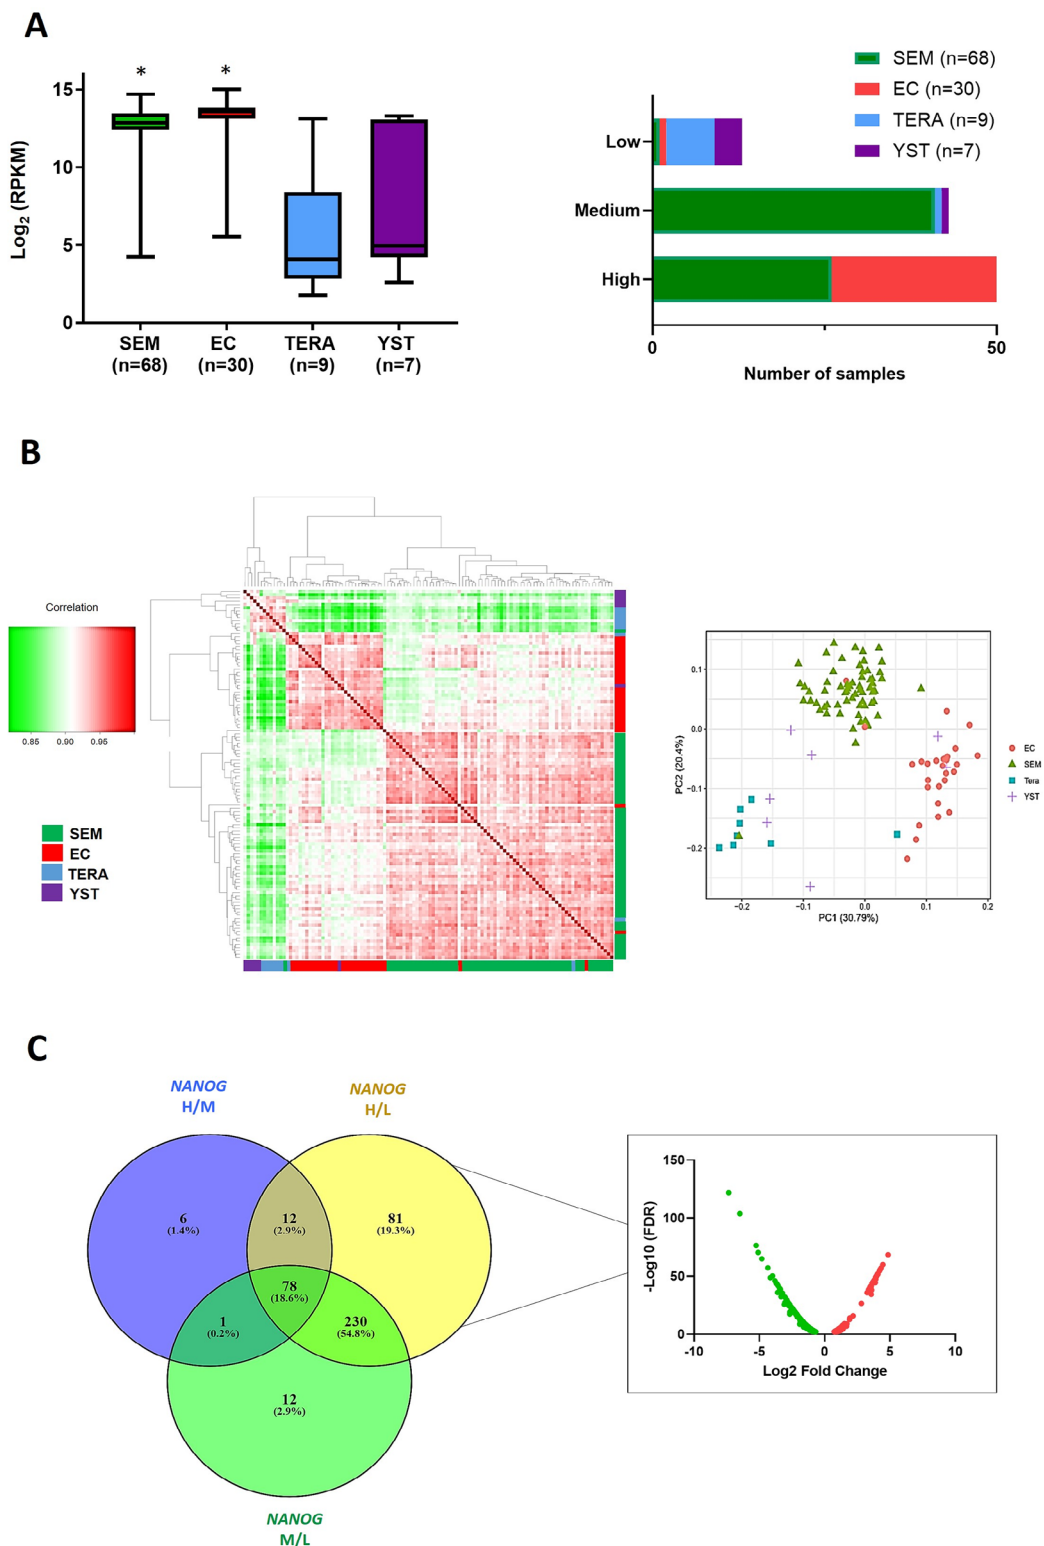 A
Log2 (RPKM)
15
10
5
0
*
*
SEM
(n=68)
EC
(n=30)
TERA
(n=9)
YST
(n=7)
SEM (n=68)
EC (n=30)
TERA (n=9)
YST (n=7)
Low
Medium
High
0
50
Number of samples
B
Correlation
0.85
0.90
0.95
SEM
EC
TERA
YST
PC2 (20.4%)
0.1
0.0
−0.1
−0.2
−0.2
−0.1
0.0
0.1
0.2
PC1 (30.79%)
EC
SEM
Tera
YST
C
NANOG
H/M
NANOG
H/L
6
(1.4%)
12
(2.9%)
81
(19.3%)
78
(18.6%)
1
(0.2%)
230
(54.8%)
12
(2.9%)
NANOG
M/L
-Log10 (FDR)
150
100
50
0
-10
-5
0
5
10
Log2 Fold Change